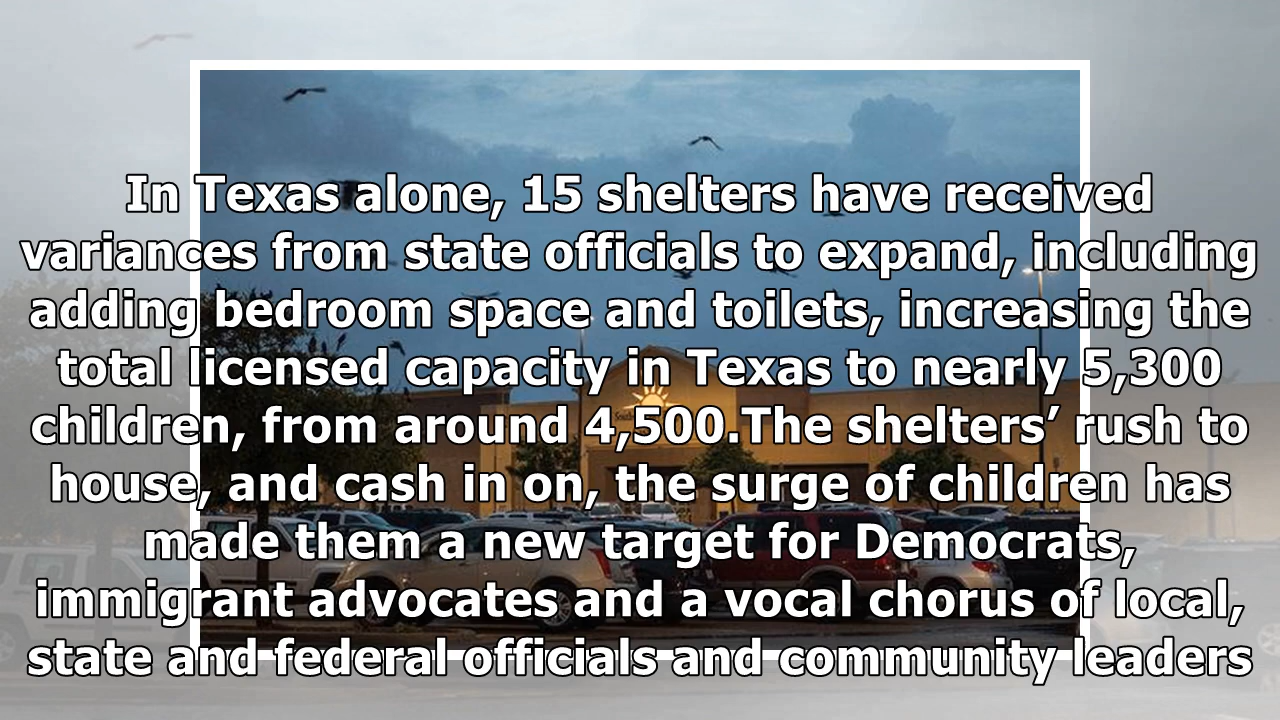 In Texas alone, 15 shelters have received
variances from state officials to expand, including
adding bedroom space and toilets, increasing the
total licensed capacity in Texas to nearly 5,300
children, from around 4,500.The shelters’ rush to
house, and cash in on, the surge of children has
made them a new target for Democrats,
immigrant advocates and a vocal chorus of local,
state and federal officials and community leaders